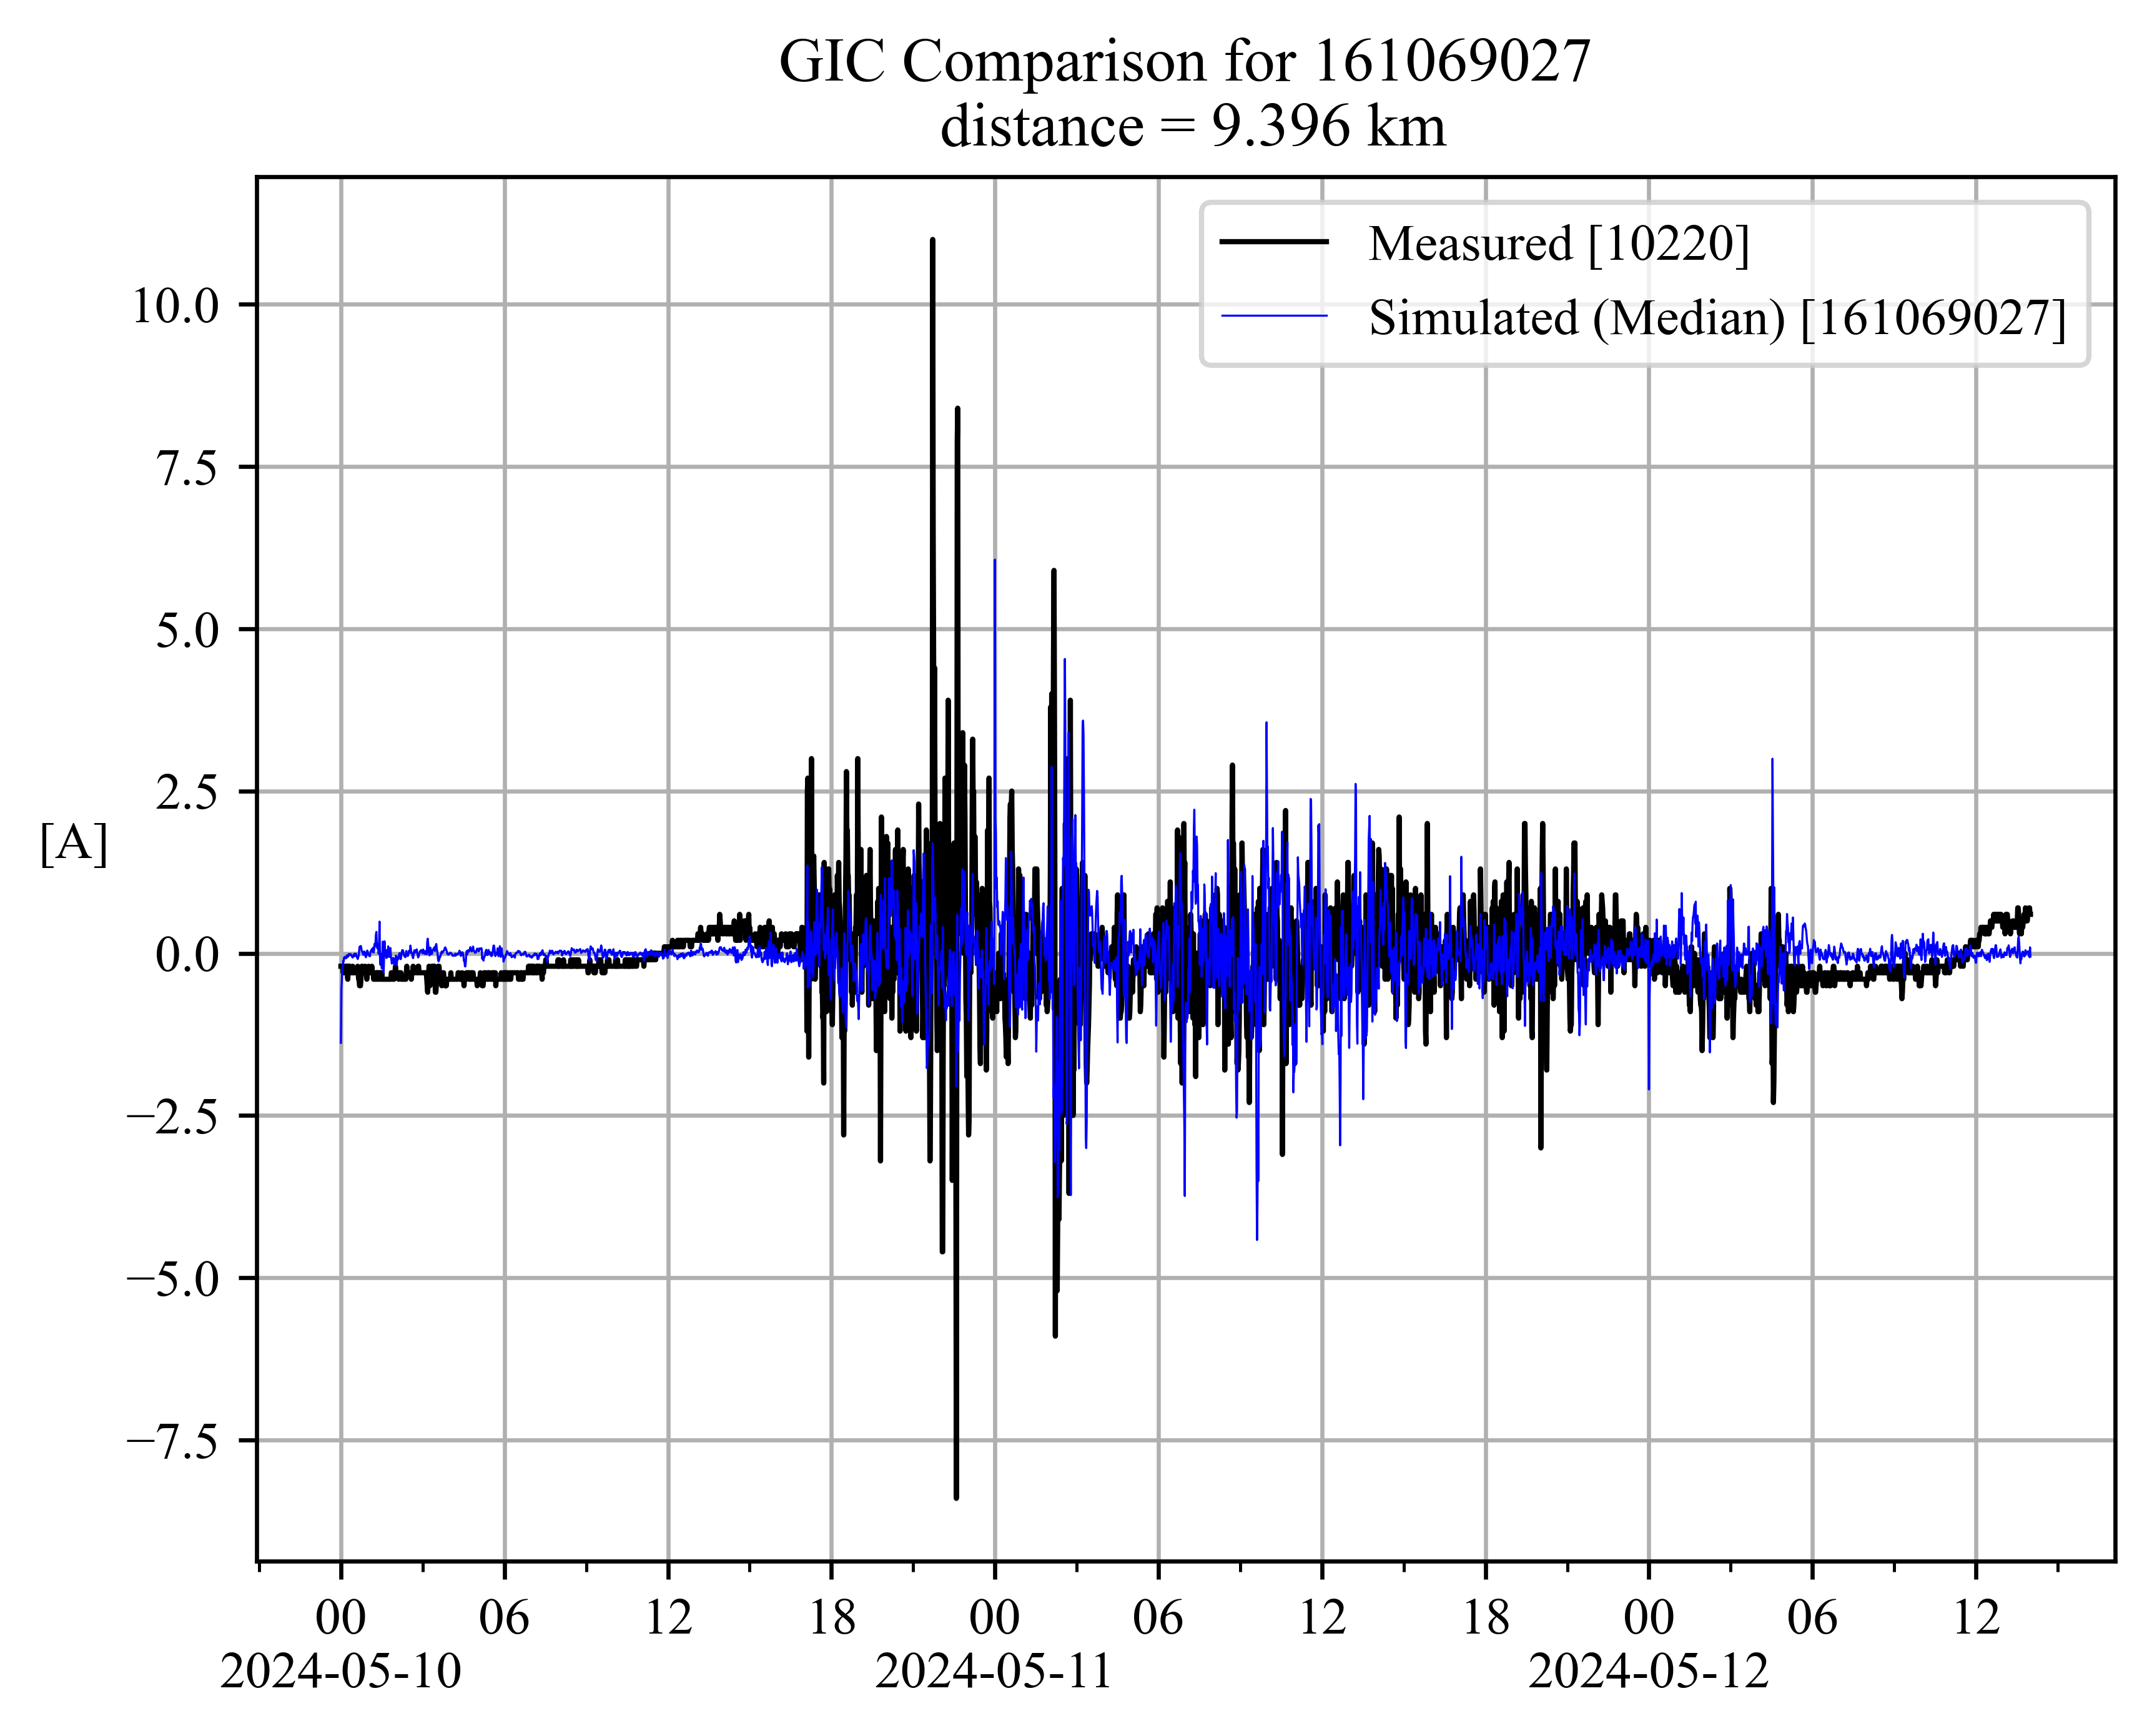 GIC Comparison for 161069027
distance = 9.396 km
Measured [10220]
Simulated (Median) [161069027]
10.0
7.5
5.0
2.5
[A]
0.0
−2.5
−5.0
−7.5
00 06 12 18 00 06 12 18 00 06 12
2024-05-10 2024-05-11 2024-05-12